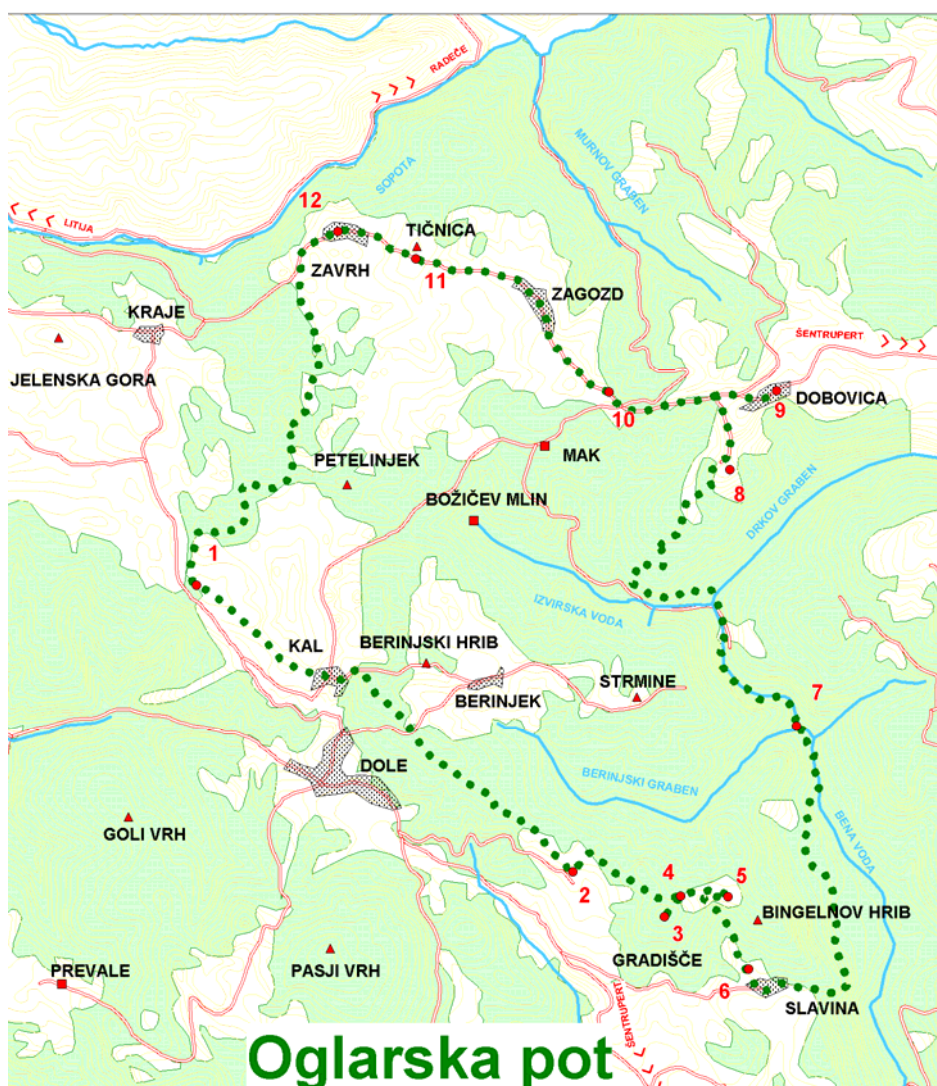 RADEČE
SOPOTA
MURNOV GRABEN
12
LITIJA
TIČNICA
11
ZAVRH
ZAGOZD
KRAJE
ŠENTRUPERT
JELENSKA GORA
DOBOVICA
9
10
MAK
PETELINJEK
8
BOŽIČEV MLIN
DRKOV GRABEN
1
IZVIRSKA VODA
KAL
BERINJSKI HRIB
STRMINE
BERINJEK
7
DOLE
BERINJSKI GRABEN
GOLI VRH
BENA VODA
2
4
5
3
BINGELNOV HRIB
GRADIŠČE
PREVALE
PASJI VRH
6
SLAVINA
ŠENTRUPERT
Oglarska pot